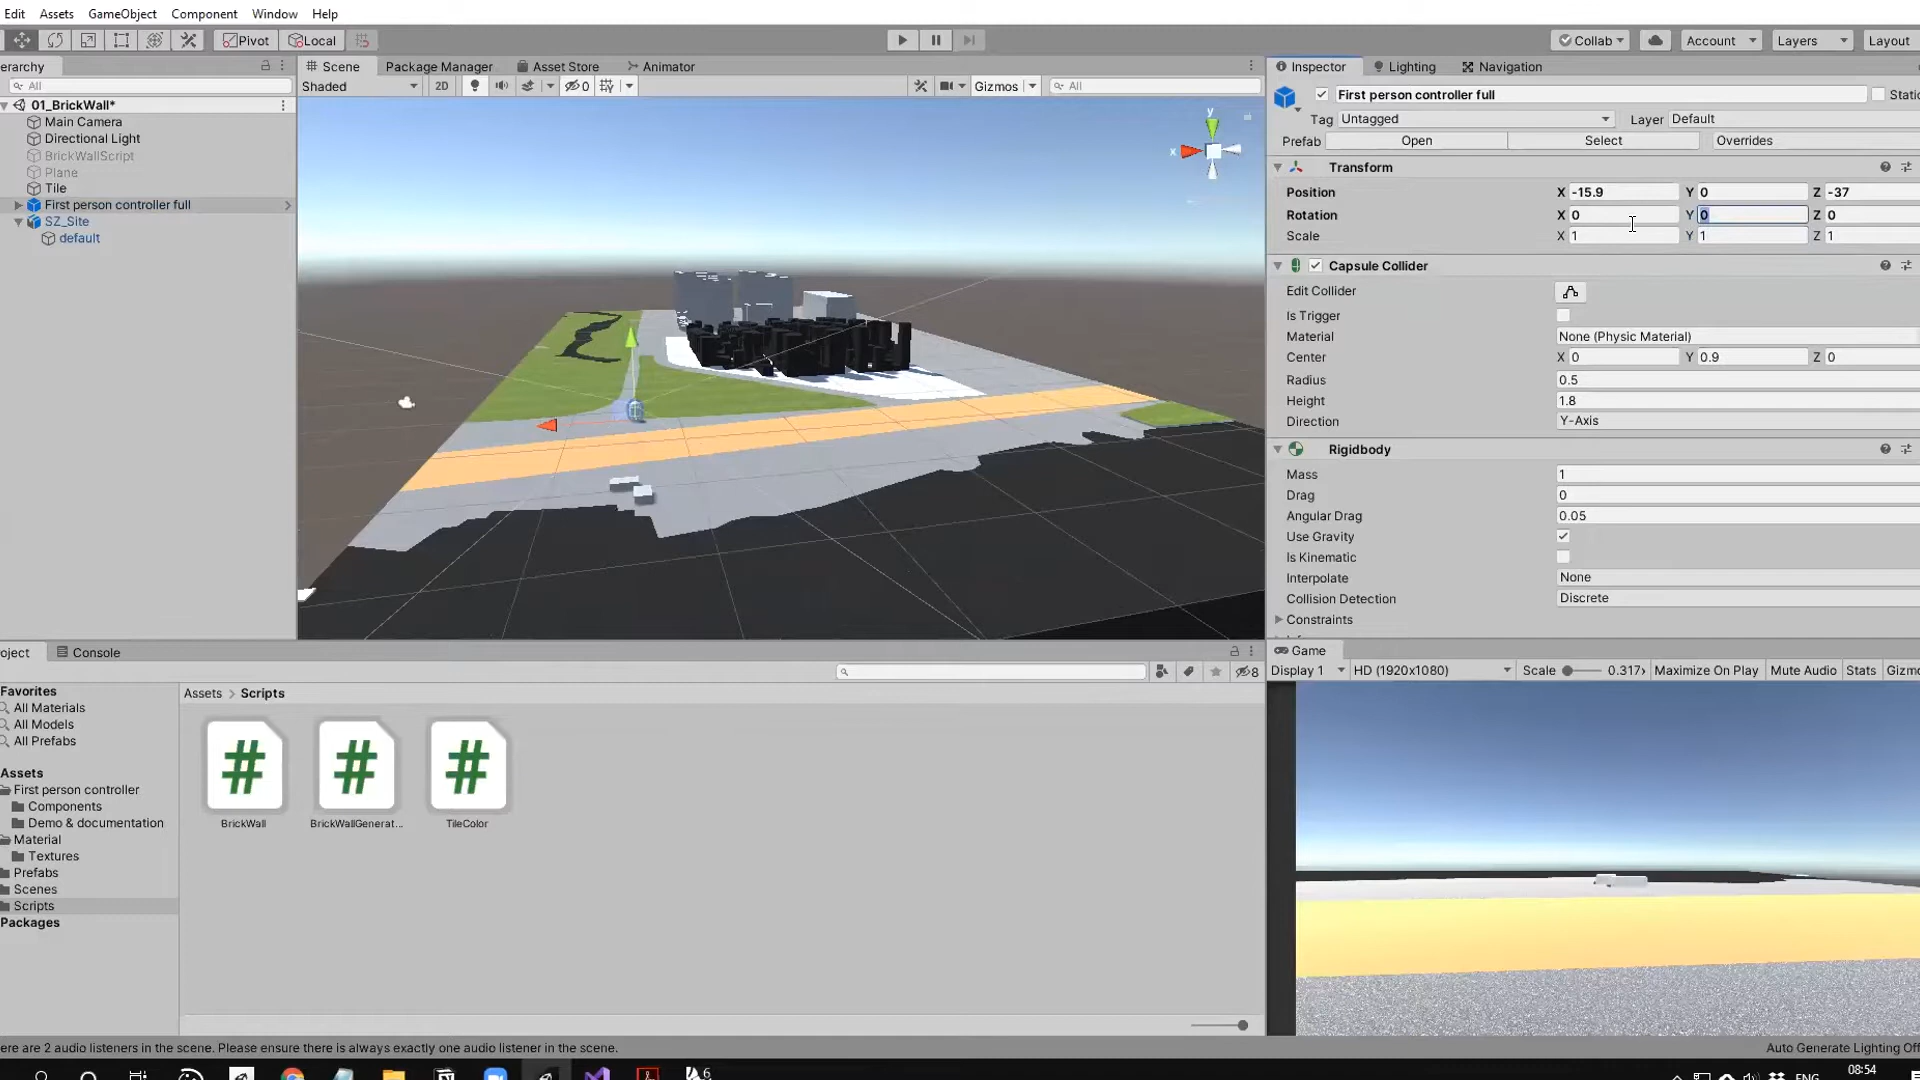 Edit Assets GameObject Component Window Help
Pivot Local Collab Account Layers Layout
erarchy Scene Package Manager Asset Store Animator Inspector Lighting Navigation
All Shaded 2D 0 Gizmos All
01_BrickWall*
Main Camera
Directional Light
BrickWallScript
Plane
Tile
First person controller full
SZ_Site
default
y
x
First person controller full Static
Tag Untagged Layer Default
Prefab Open Select Overrides
Transform
Position X -15.9 Y 0 Z -37
Rotation X 0 Y 0 Z 0
Scale X 1 Y 1 Z 1
Capsule Collider
Edit Collider
Is Trigger
Material None (Physic Material)
Center X 0 Y 0.9 Z 0
Radius 0.5
Height 1.8
Direction Y-Axis
Rigidbody
Mass 1
Drag 0
Angular Drag 0.05
Use Gravity
Is Kinematic
Interpolate None
Collision Detection Discrete
Constraints
oject Console
8
Favorites
All Materials
All Models
All Prefabs
Assets
First person controller
Components
Demo & documentation
Material
Textures
Prefabs
Scenes
Scripts
Packages
Assets > Scripts
BrickWall BrickWallGenerat... TileColor
Game
Display 1 HD (1920x1080) Scale 0.317x Maximize On Play Mute Audio Stats Gizmo
ere are 2 audio listeners in the scene. Please ensure there is always exactly one audio listener in the scene. Auto Generate Lighting Off
6 ENG 08:54